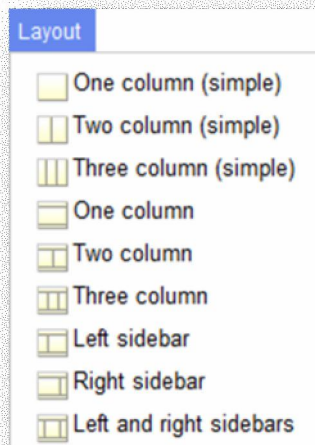 Layout
One column (simple)
Two column (simple)
Three column (simple)
One column
Two column
Three column
Left sidebar
Right sidebar
Left and right sidebars